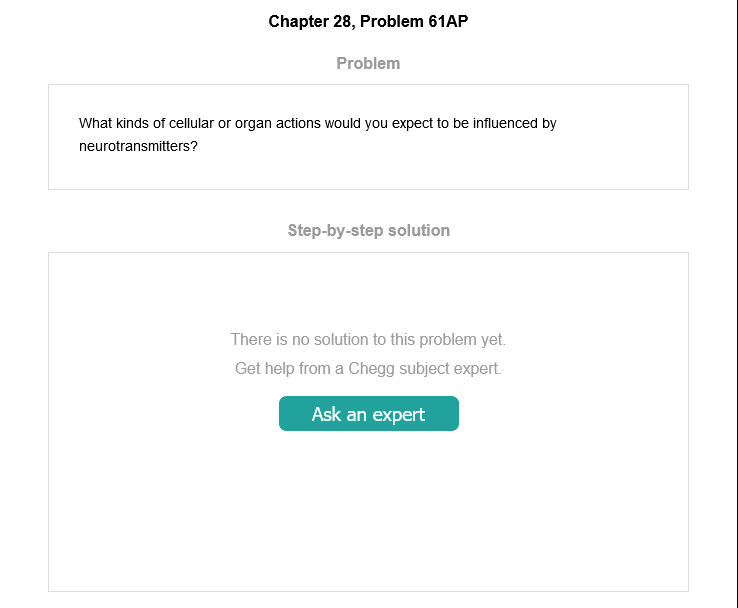 Chapter 28, Problem 61AP
Problem
What kinds of cellular or organ actions would you expect to be influenced by
neurotransmitters?
Step-by-step solution
There is no solution to this problem yet.
Get help from a Chegg subject expert.
Ask an expert